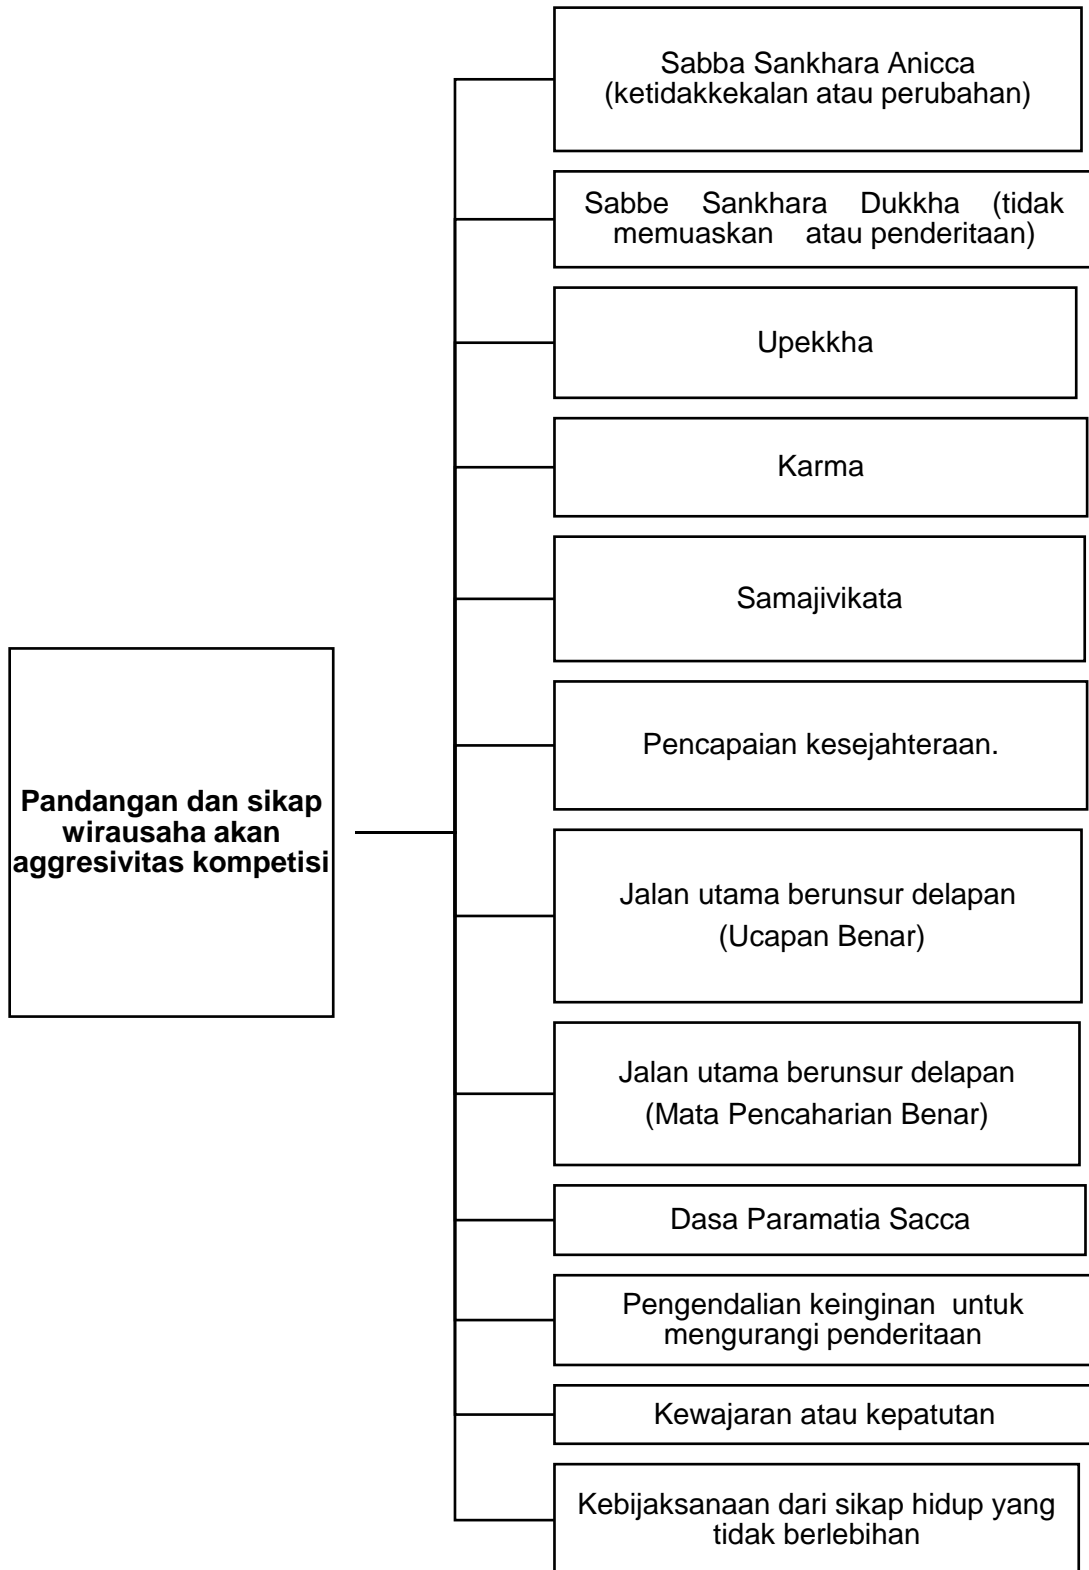 Sabba Sankhara Anicca
(ketidakkekalan atau perubahan)
Sabbe Sankhara Dukkha (tidak
memuaskan atau penderitaan)
Upekkha
Karma
Samajivikata
Pencapaian kesejahteraan.
Pandangan dan sikap
wirausaha akan
aggresivitas kompetisi
Jalan utama berunsur delapan
(Ucapan Benar)
Jalan utama berunsur delapan
(Mata Pencaharian Benar)
Dasa Paramatia Sacca
Pengendalian keinginan untuk
mengurangi penderitaan
Kewajaran atau kepatutan
Kebijaksanaan dari sikap hidup yang
tidak berlebihan